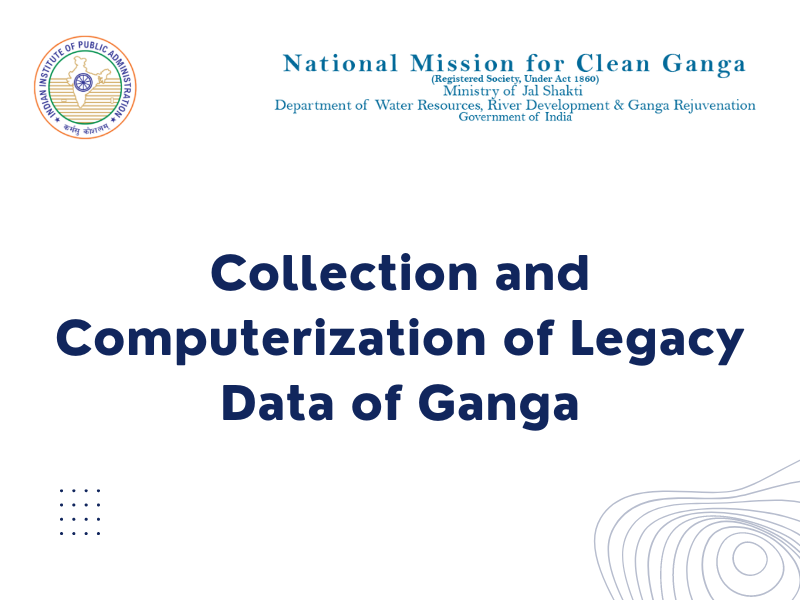 INDIAN INSTITUTE OF PUBLIC ADMINISTRATION
कर्मसु कौशलम्
National Mission for Clean Ganga
(Registered Society, Under Act 1860)
Ministry of Jal Shakti
Department of Water Resources, River Development & Ganga Rejuvenation
Government of India
Collection and
Computerization of Legacy
Data of Ganga